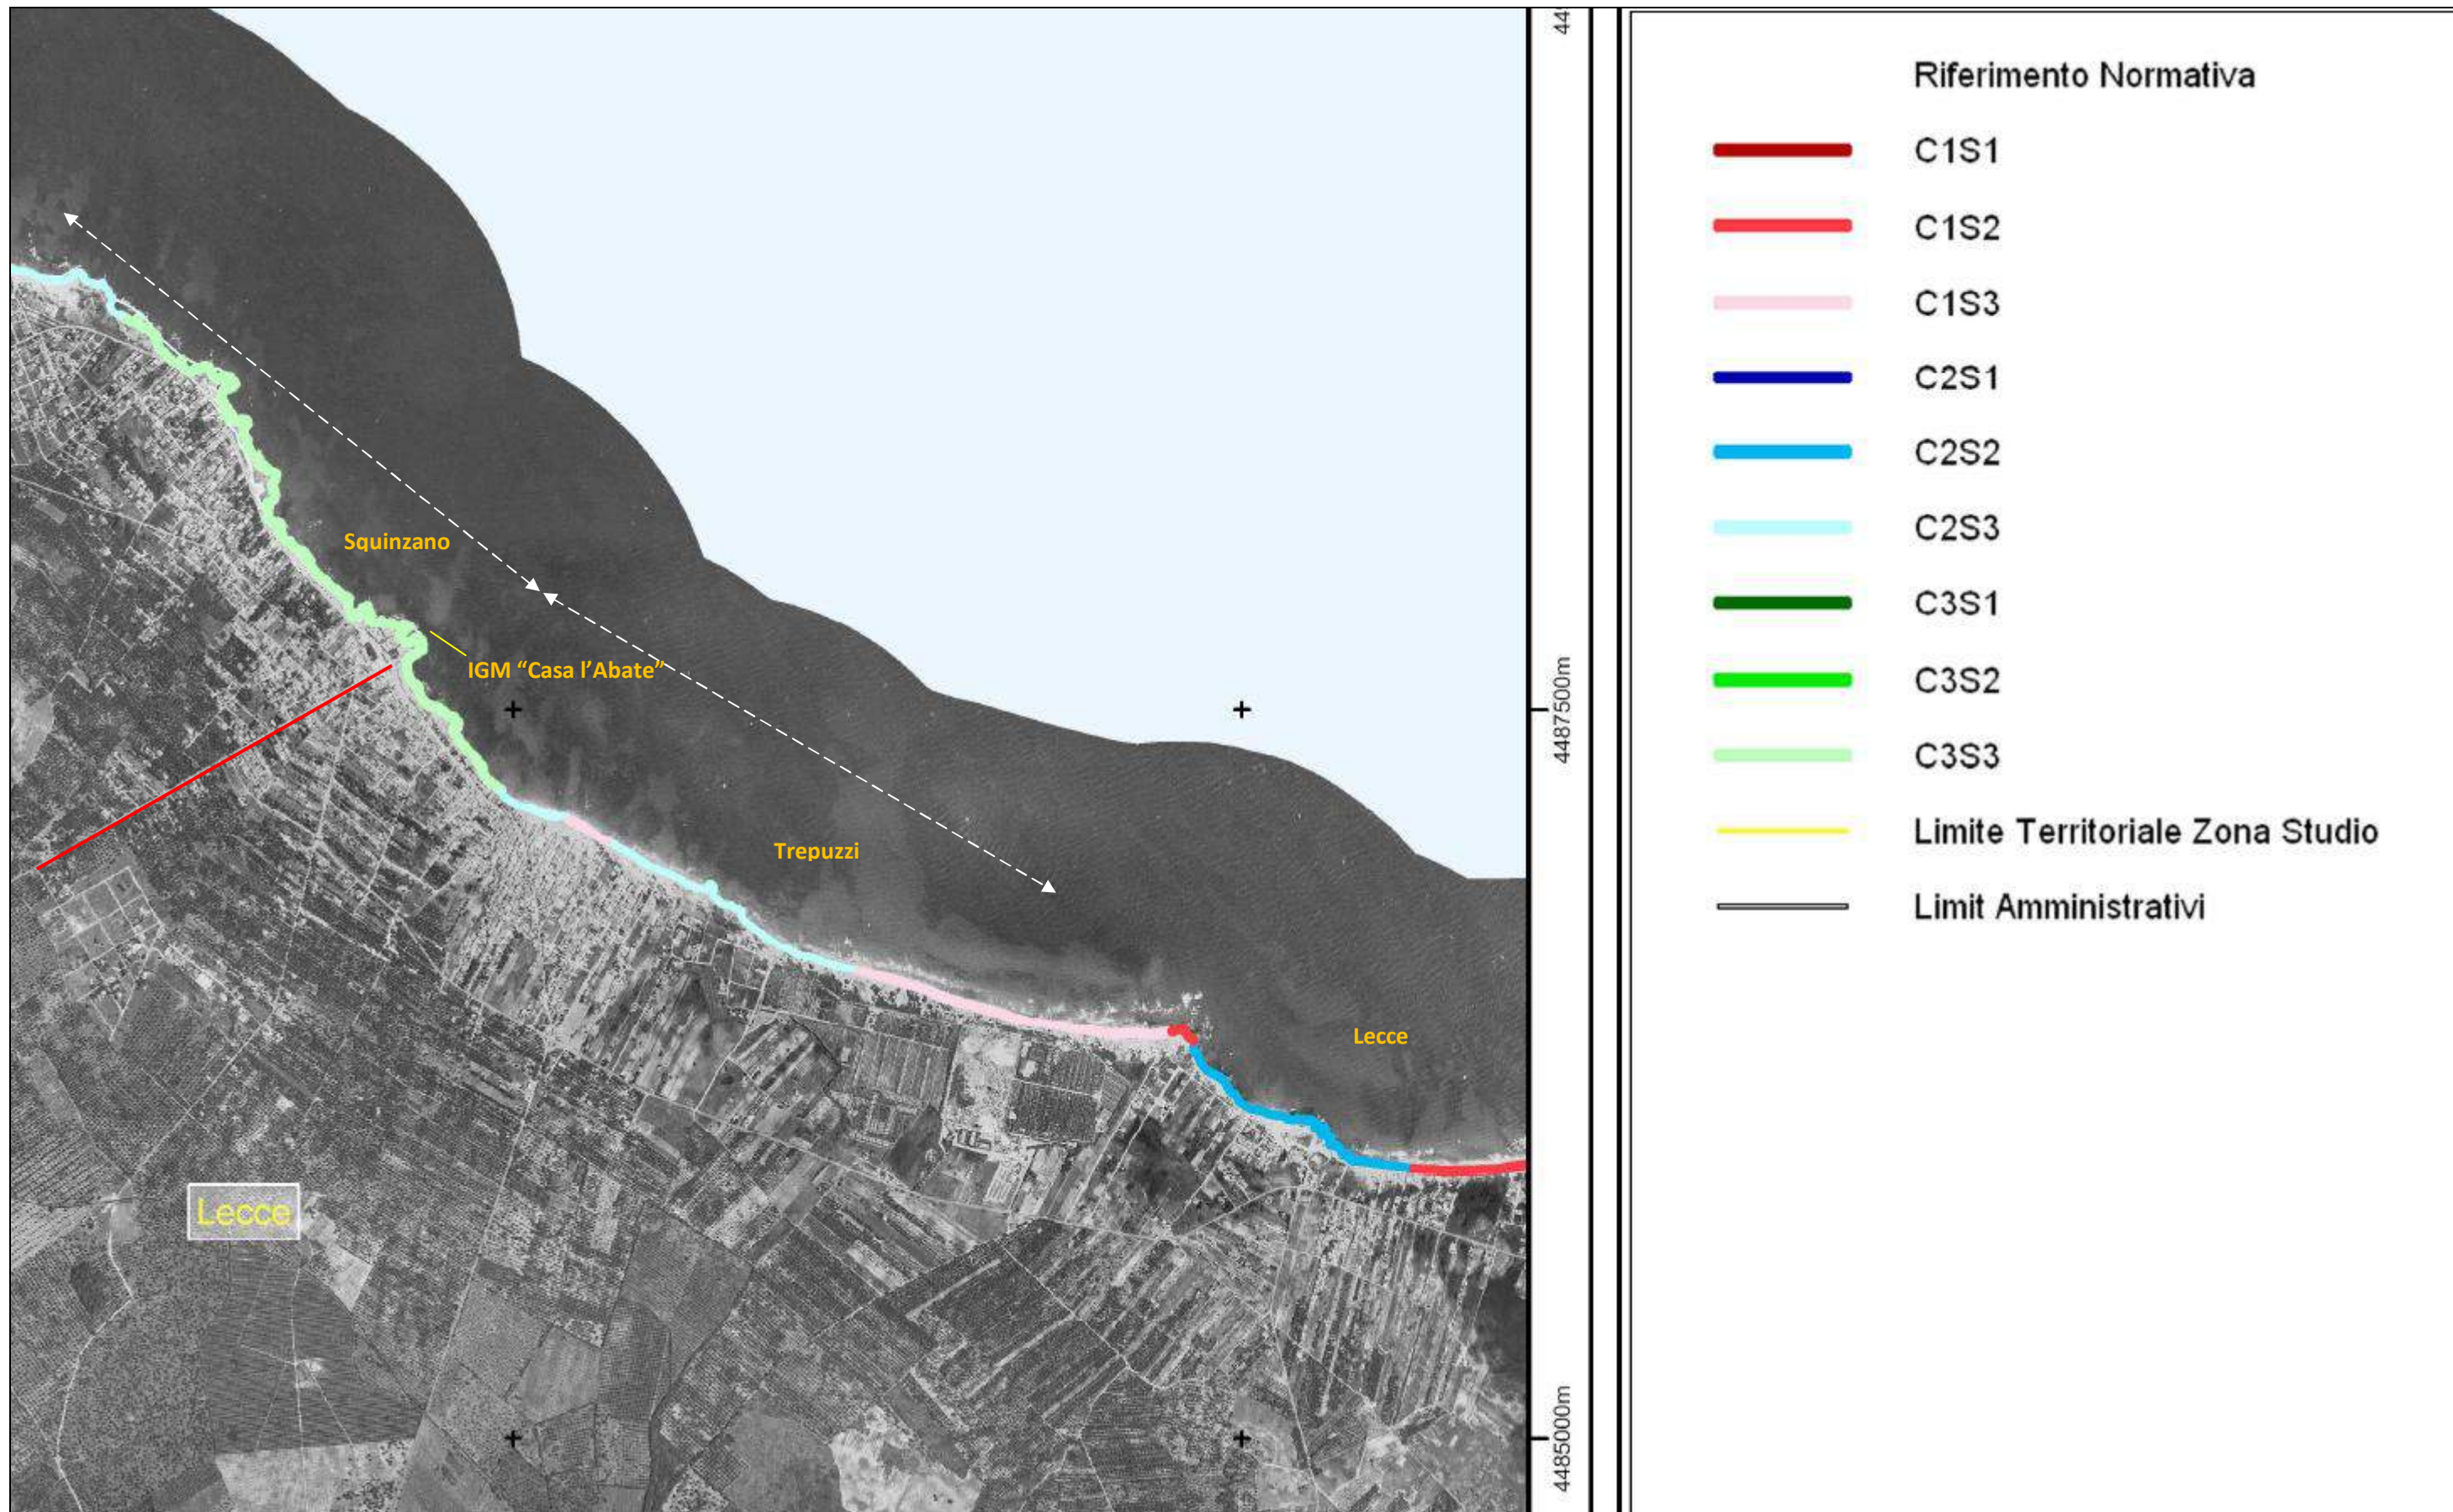 Squinzano
IGM “Casa l’Abate”
Trepuzzi
Lecce
Lecce
44
4487500m
4485000m
Riferimento Normativa
C1S1
C1S2
C1S3
C2S1
C2S2
C2S3
C3S1
C3S2
C3S3
Limite Territoriale Zona Studio
Limit Amministrativi